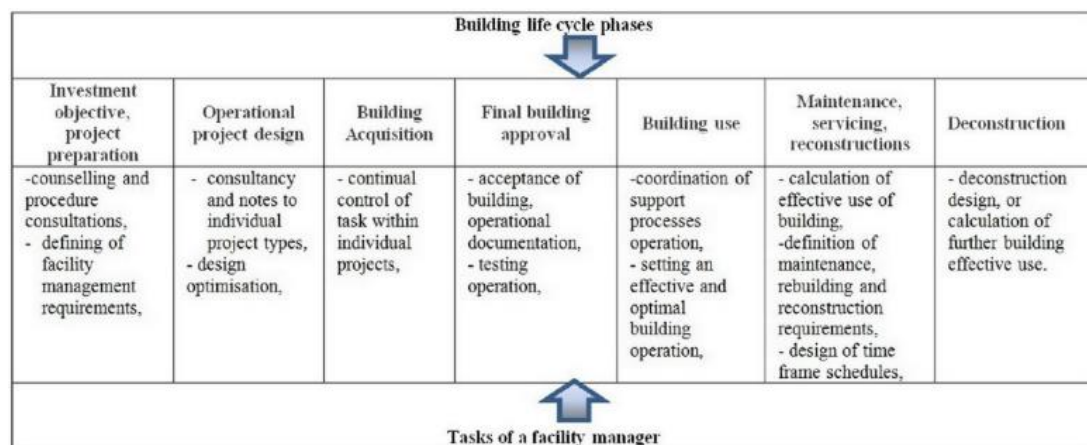 Building life cycle phases
Investment
objective,
project
preparation
Operational
project design
Building
Acquisition
Final building
approval
Building use
Maintenance,
servicing,
reconstructions
Deconstruction
-counselling and
procedure
consultations,
- defining of
facility
management
requirements,
- consultancy
and notes to
individual
project types,
- design
optimisation,
- continual
control of
task within
individual
projects,
- acceptance of
building,
operational
documentation,
- testing
operation,
-coordination of
support
processes
operation,
- setting an
effective and
optimal
building
operation,
- calculation of
effective use of
building,
-definition of
maintenance,
rebuilding and
reconstruction
requirements,
- design of time
frame schedules,
- deconstruction
design, or
calculation of
further building
effective use.
Tasks of a facility manager